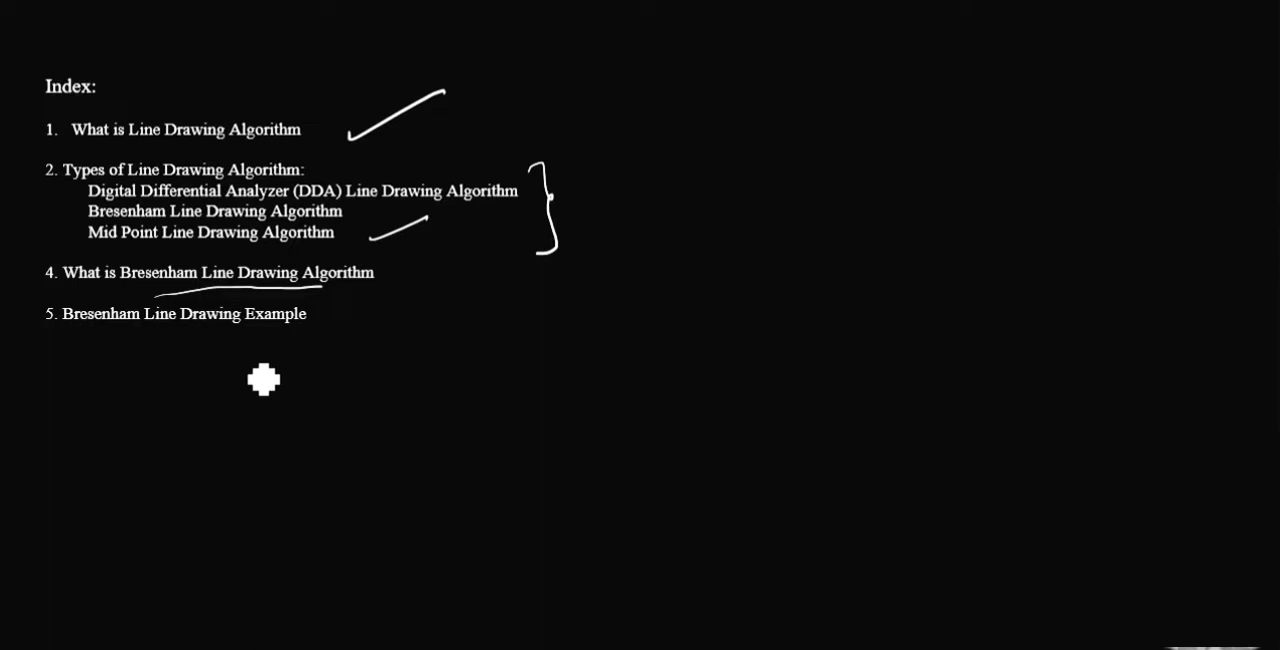 Index:
1. What is Line Drawing Algorithm
2. Types of Line Drawing Algorithm:
Digital Differential Analyzer (DDA) Line Drawing Algorithm
Bresenham Line Drawing Algorithm
Mid Point Line Drawing Algorithm
4. What is Bresenham Line Drawing Algorithm
5. Bresenham Line Drawing Example